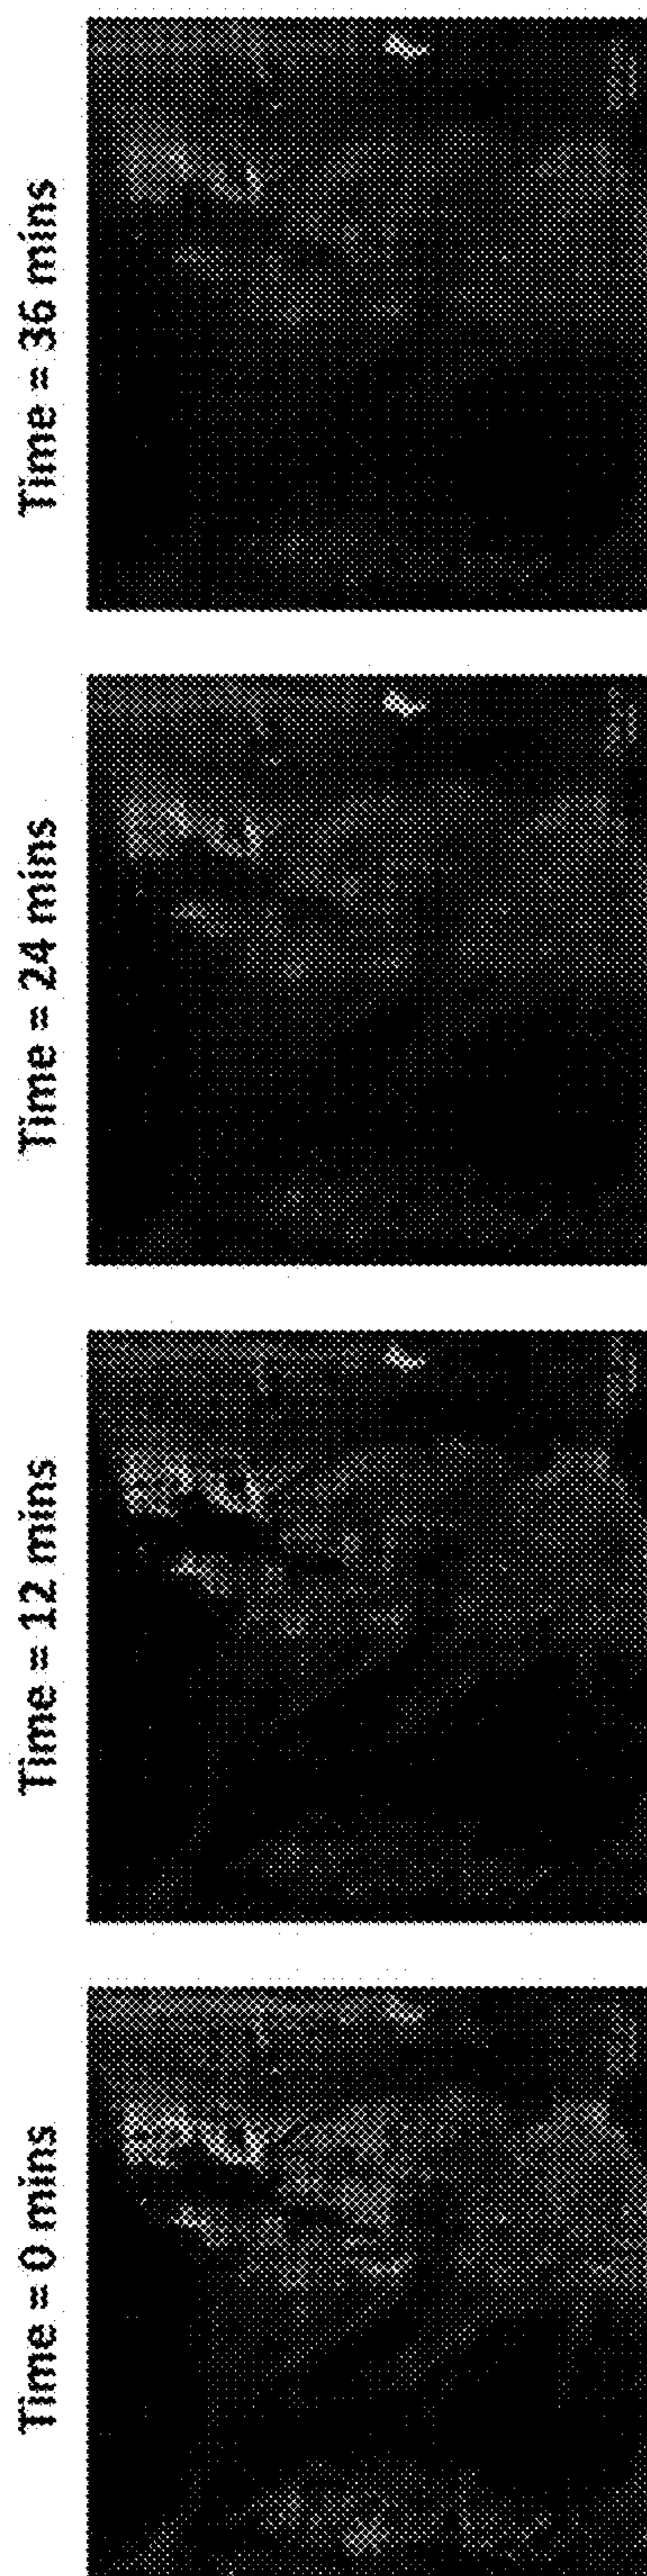 Time = 0 mins
Time = 12 mins
Time = 24 mins
Time = 36 mins